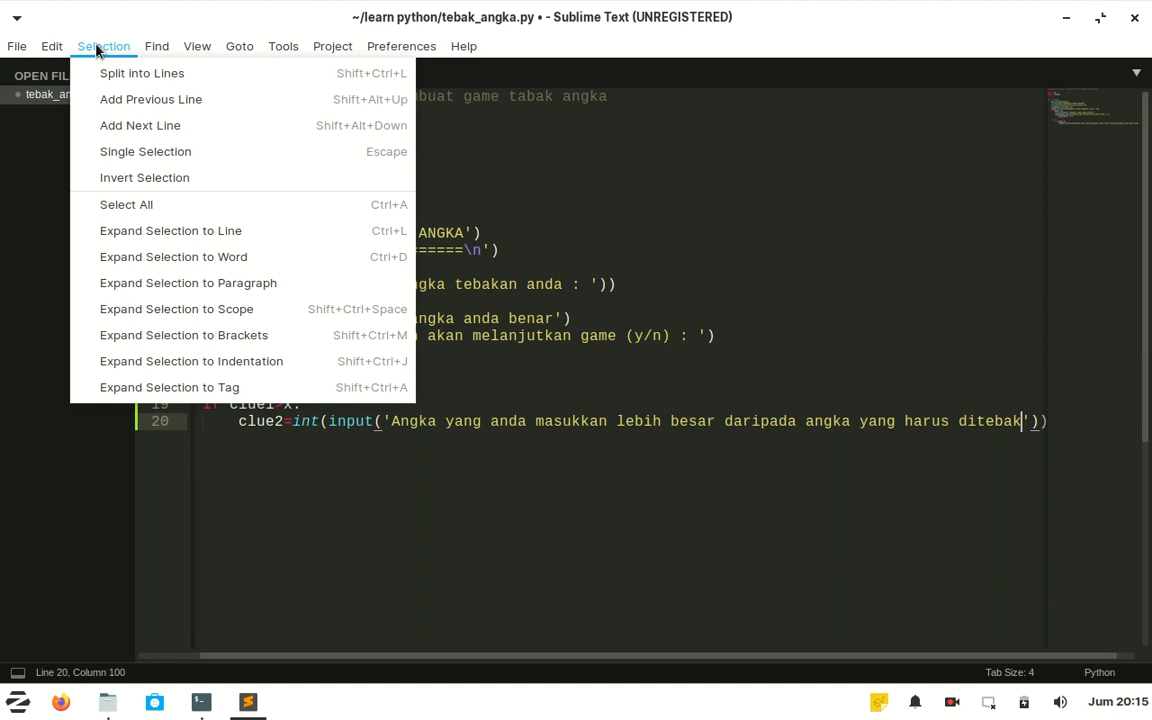 ~/learn python/tebak_angka.py • - Sublime Text (UNREGISTERED)
File Edit Selection Find View Goto Tools Project Preferences Help
OPEN FIL
tebak_an
Split into Lines Shift+Ctrl+L
Add Previous Line Shift+Alt+Up
Add Next Line Shift+Alt+Down
Single Selection Escape
Invert Selection
Select All Ctrl+A
Expand Selection to Line Ctrl+L
Expand Selection to Word Ctrl+D
Expand Selection to Paragraph
Expand Selection to Scope Shift+Ctrl+Space
Expand Selection to Brackets Shift+Ctrl+M
Expand Selection to Indentation Shift+Ctrl+J
Expand Selection to Tag Shift+Ctrl+A
buat game tabak angka
ANGKA')
=====\n')
gka tebakan anda : '))
angka anda benar')
akan melanjutkan game (y/n) : ')
19 if clue1>x:
20 clue2=int(input('Angka yang anda masukkan lebih besar daripada angka yang harus ditebak'))
Line 20, Column 100
Tab Size: 4
Python
Jum 20:15